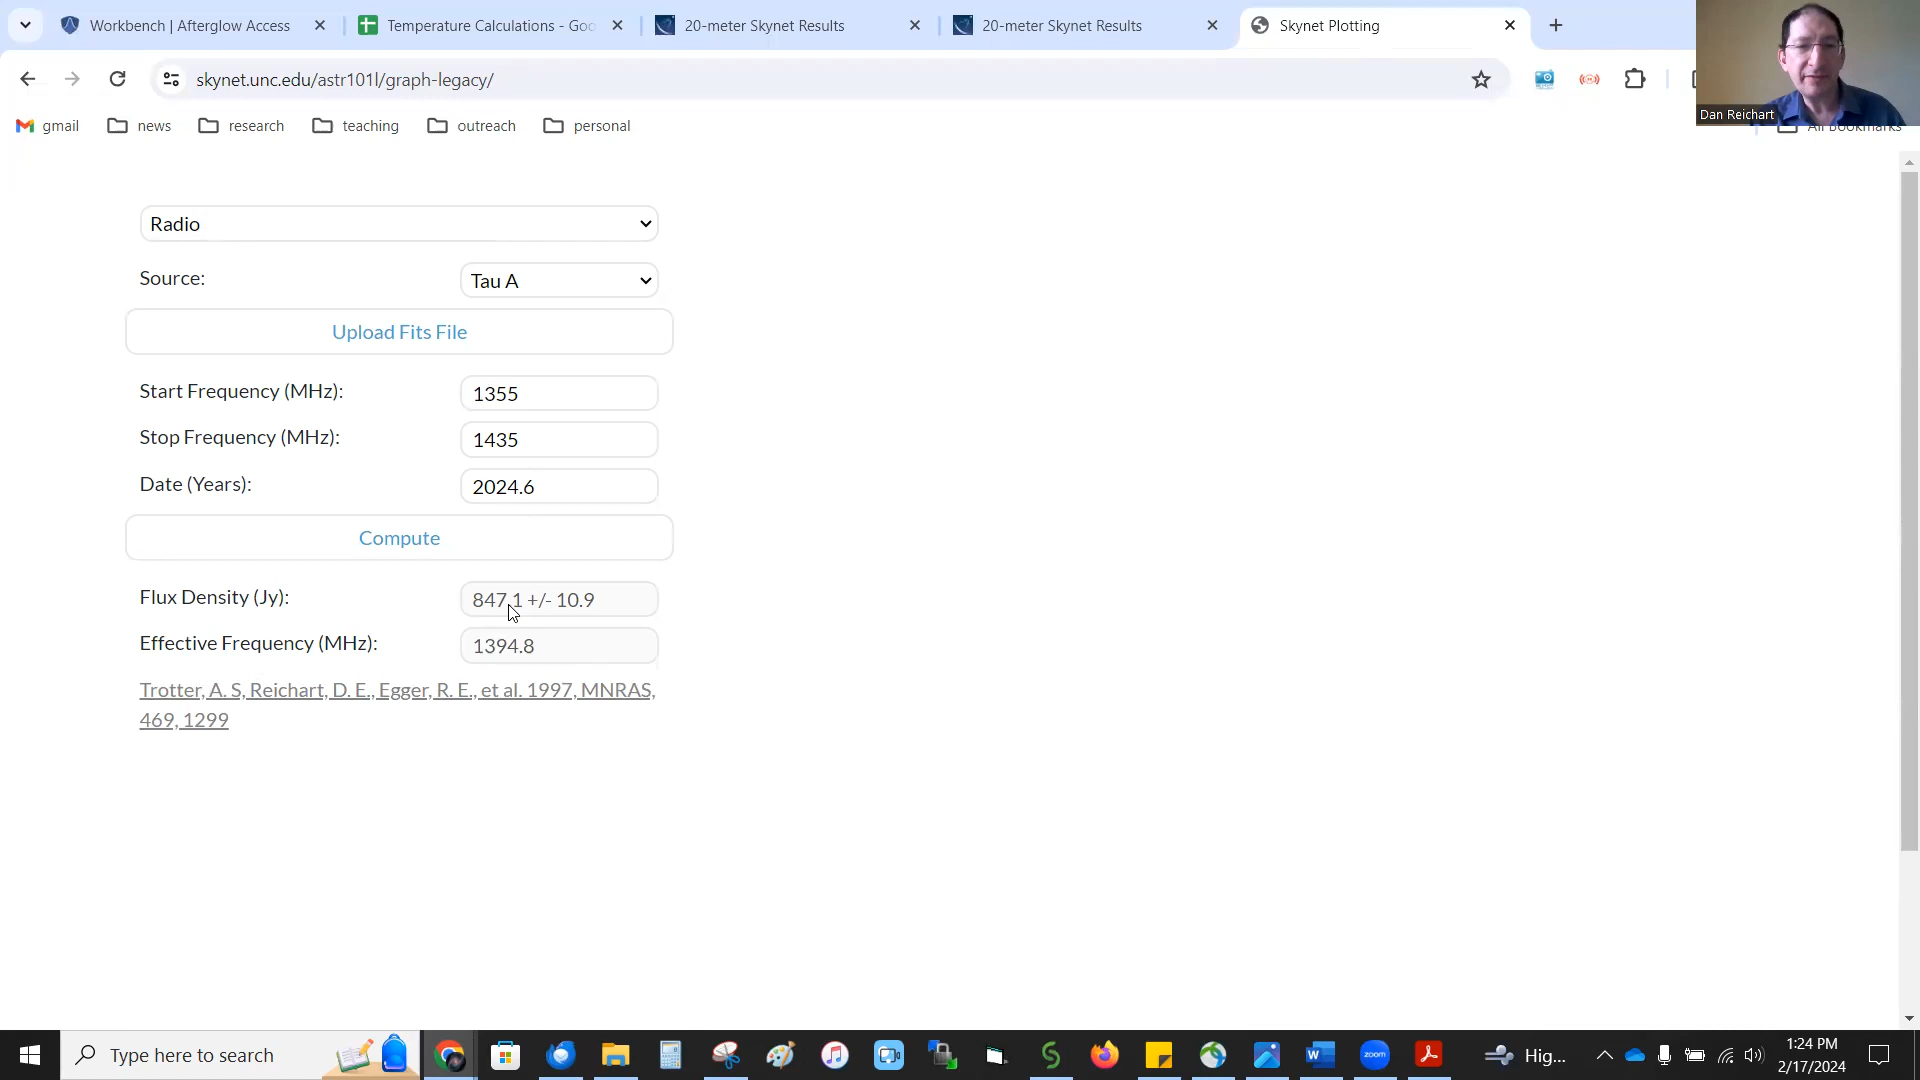 Workbench | Afterglow Access
Temperature Calculations - Goo
20-meter Skynet Results
20-meter Skynet Results
Skynet Plotting
skynet.unc.edu/astr101l/graph-legacy/
gmail
news
research
teaching
outreach
personal
All Bookmarks
Dan Reichart
Radio
Source:
Tau A
Upload Fits File
Start Frequency (MHz):
1355
Stop Frequency (MHz):
1435
Date (Years):
2024.6
Compute
Flux Density (Jy):
847.1 +/- 10.9
Effective Frequency (MHz):
1394.8
Trotter, A. S, Reichart, D. E., Egger, R. E., et al. 1997, MNRAS,
469, 1299
Type here to search
zoom
Hig...
1:24 PM
2/17/2024